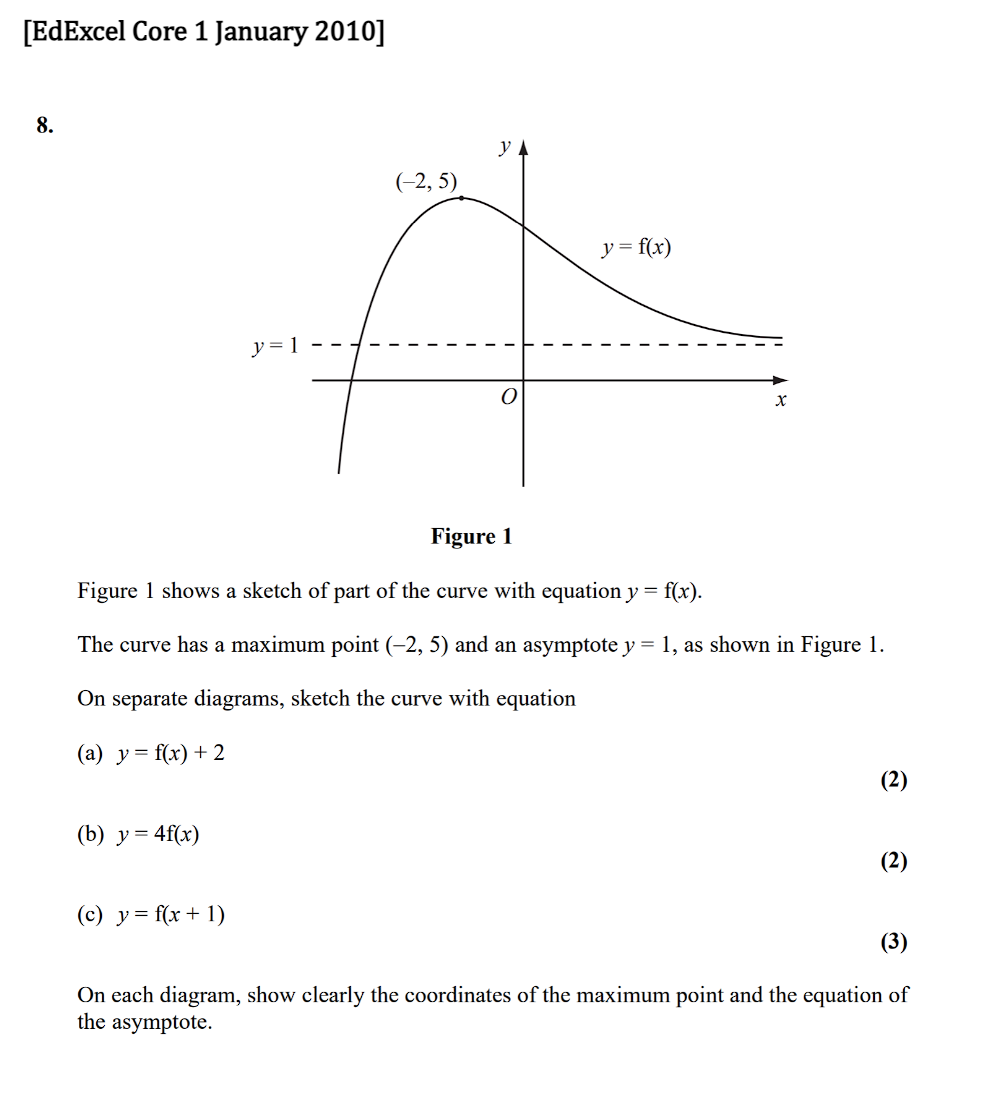 [EdExcel Core 1 January 2010]
8.
y
(–2, 5)
y = f(x)
y = 1
O
x
Figure 1
Figure 1 shows a sketch of part of the curve with equation y = f(x).
The curve has a maximum point (–2, 5) and an asymptote y = 1, as shown in Figure 1.
On separate diagrams, sketch the curve with equation
(a) y = f(x) + 2
(2)
(b) y = 4f(x)
(2)
(c) y = f(x + 1)
(3)
On each diagram, show clearly the coordinates of the maximum point and the equation of
the asymptote.